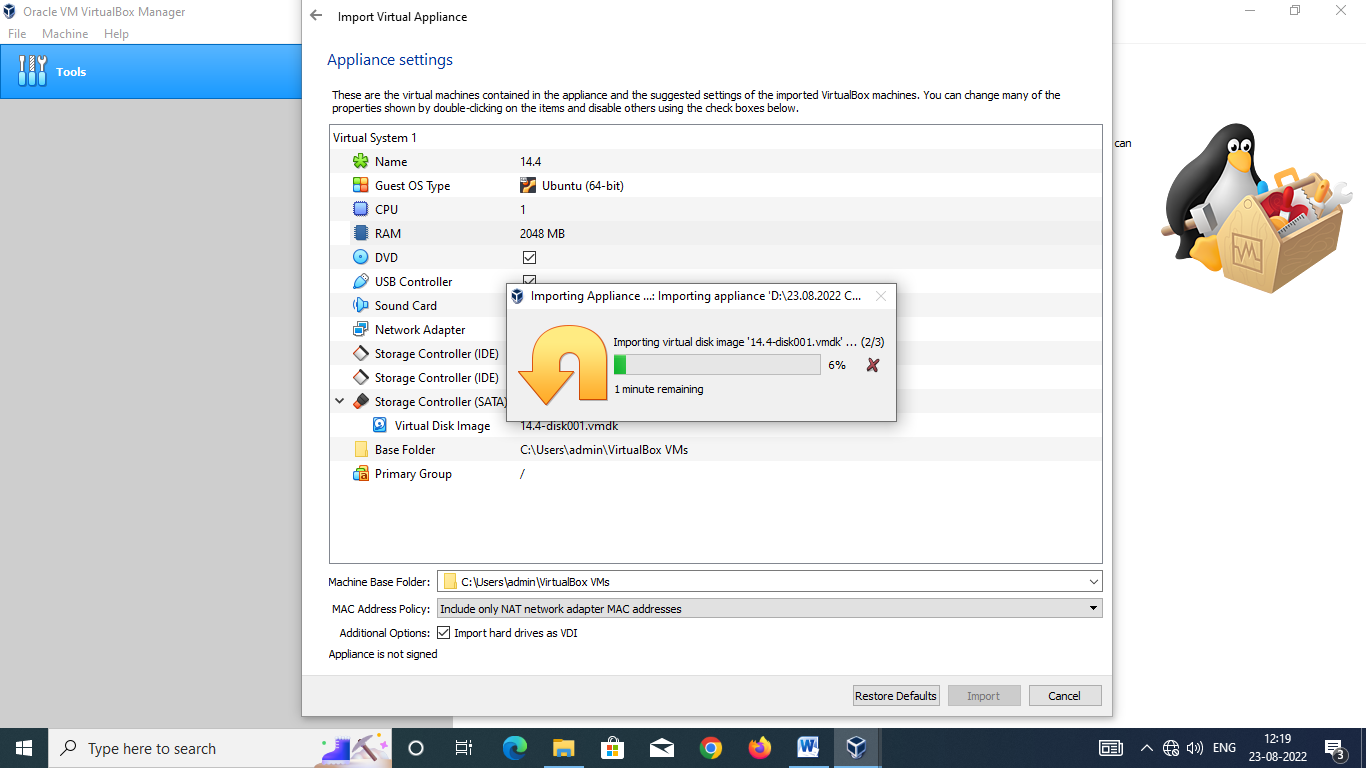 Oracle VM VirtualBox Manager
File Machine Help
Tools
Import Virtual Appliance
Appliance settings
These are the virtual machines contained in the appliance and the suggested settings of the imported VirtualBox machines. You can change many of the
properties shown by double-clicking on the items and disable others using the check boxes below.
can
Virtual System 1
Name 14.4
Guest OS Type Ubuntu (64-bit)
CPU 1
RAM 2048 MB
DVD
USB Controller
Sound Card
Network Adapter
Storage Controller (IDE)
Storage Controller (IDE)
Storage Controller (SATA)
Virtual Disk Image 14.4-disk001.vmdk
Base Folder C:\Users\admin\VirtualBox VMs
Primary Group /
Importing Appliance ...: Importing appliance 'D:\23.08.2022 C...
Importing virtual disk image '14.4-disk001.vmdk' ... (2/3)
6%
1 minute remaining
Machine Base Folder: C:\Users\admin\VirtualBox VMs
MAC Address Policy: Include only NAT network adapter MAC addresses
Additional Options: Import hard drives as VDI
Appliance is not signed
Restore Defaults Import Cancel
Type here to search
ENG
12:19
23-08-2022
3